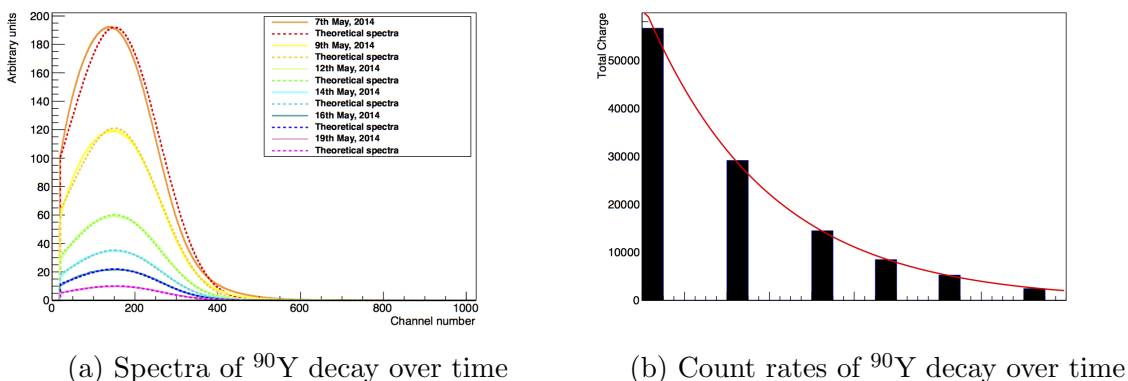 200
180
160
140
120
100
80
60
40
20
0
Arbitrary units
0
200
400
600
800
1000
Channel number
7th May, 2014
Theoretical spectra
9th May, 2014
Theoretical spectra
12th May, 2014
Theoretical spectra
14th May, 2014
Theoretical spectra
16th May, 2014
Theoretical spectra
19th May, 2014
Theoretical spectra
(a) Spectra of ⁹⁰Y decay over time
Total Charge
50000
40000
30000
20000
10000
0
(b) Count rates of ⁹⁰Y decay over time